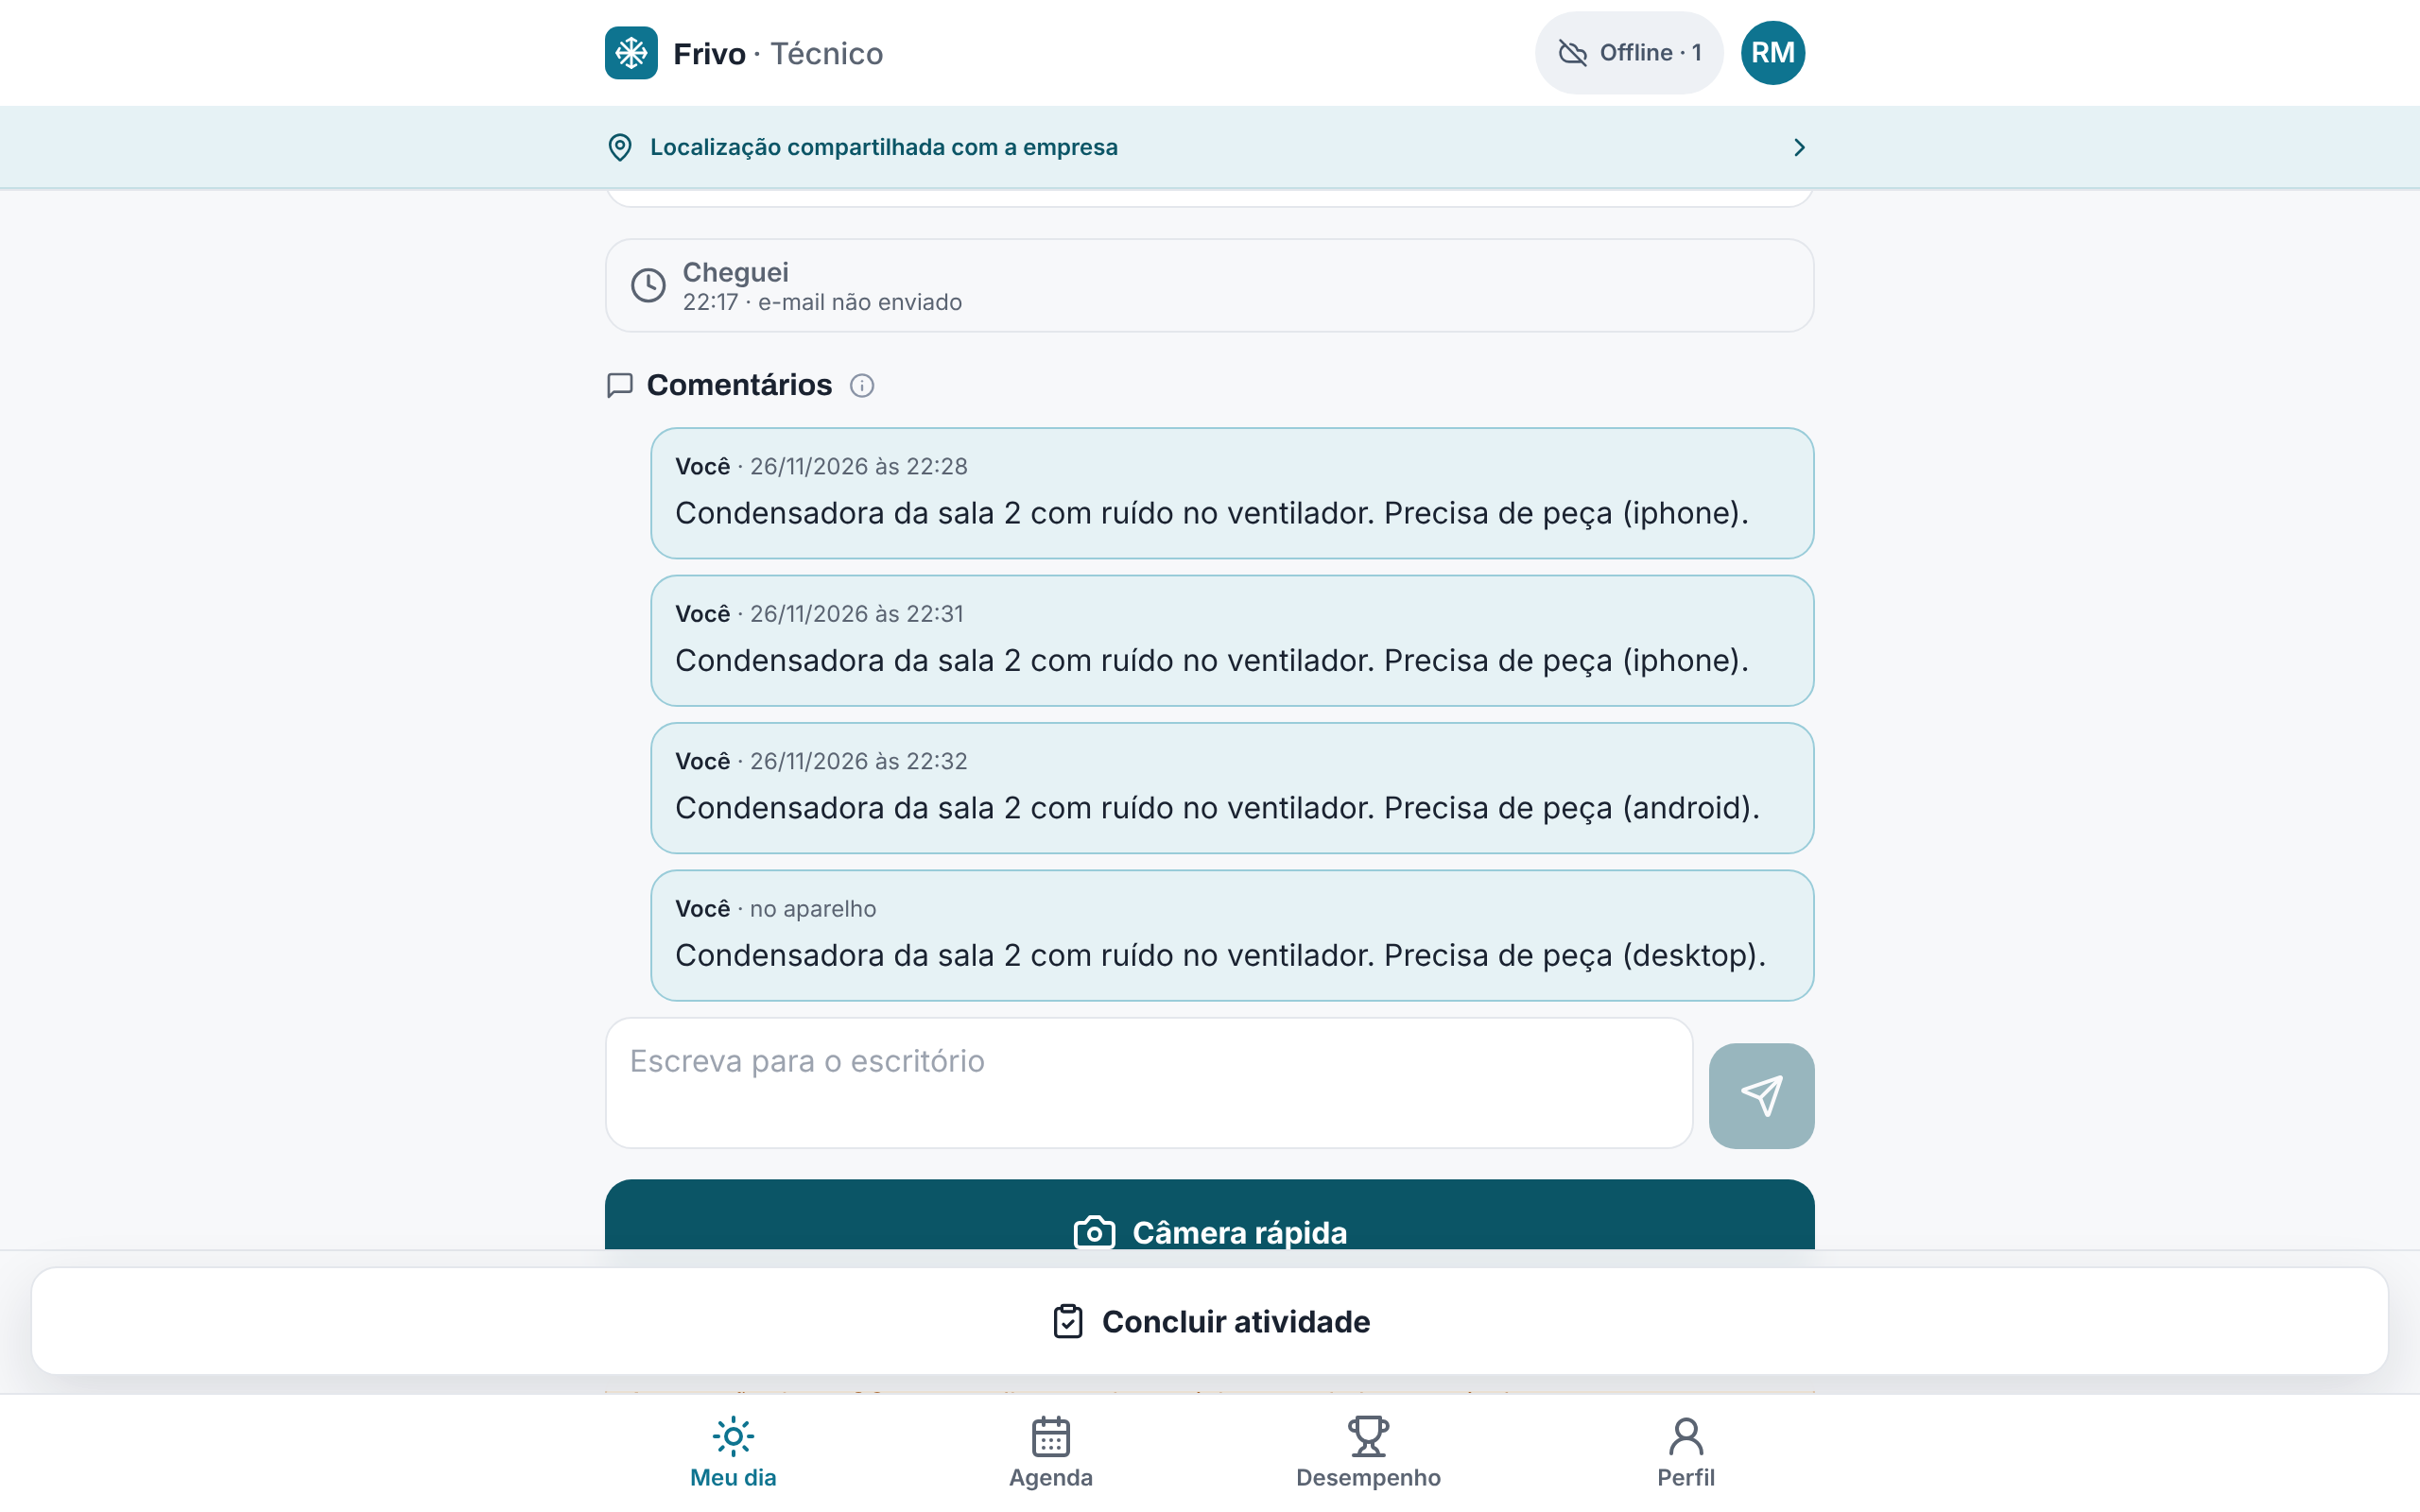 Frivo · Técnico
Offline · 1
RM
Localização compartilhada com a empresa
Cheguei
22:17 · e-mail não enviado
Comentários
Você · 26/11/2026 às 22:28
Condensadora da sala 2 com ruído no ventilador. Precisa de peça (iphone).
Você · 26/11/2026 às 22:31
Condensadora da sala 2 com ruído no ventilador. Precisa de peça (iphone).
Você · 26/11/2026 às 22:32
Condensadora da sala 2 com ruído no ventilador. Precisa de peça (android).
Você · no aparelho
Condensadora da sala 2 com ruído no ventilador. Precisa de peça (desktop).
Escreva para o escritório
Câmera rápida
Concluir atividade
Meu dia
Agenda
Desempenho
Perfil